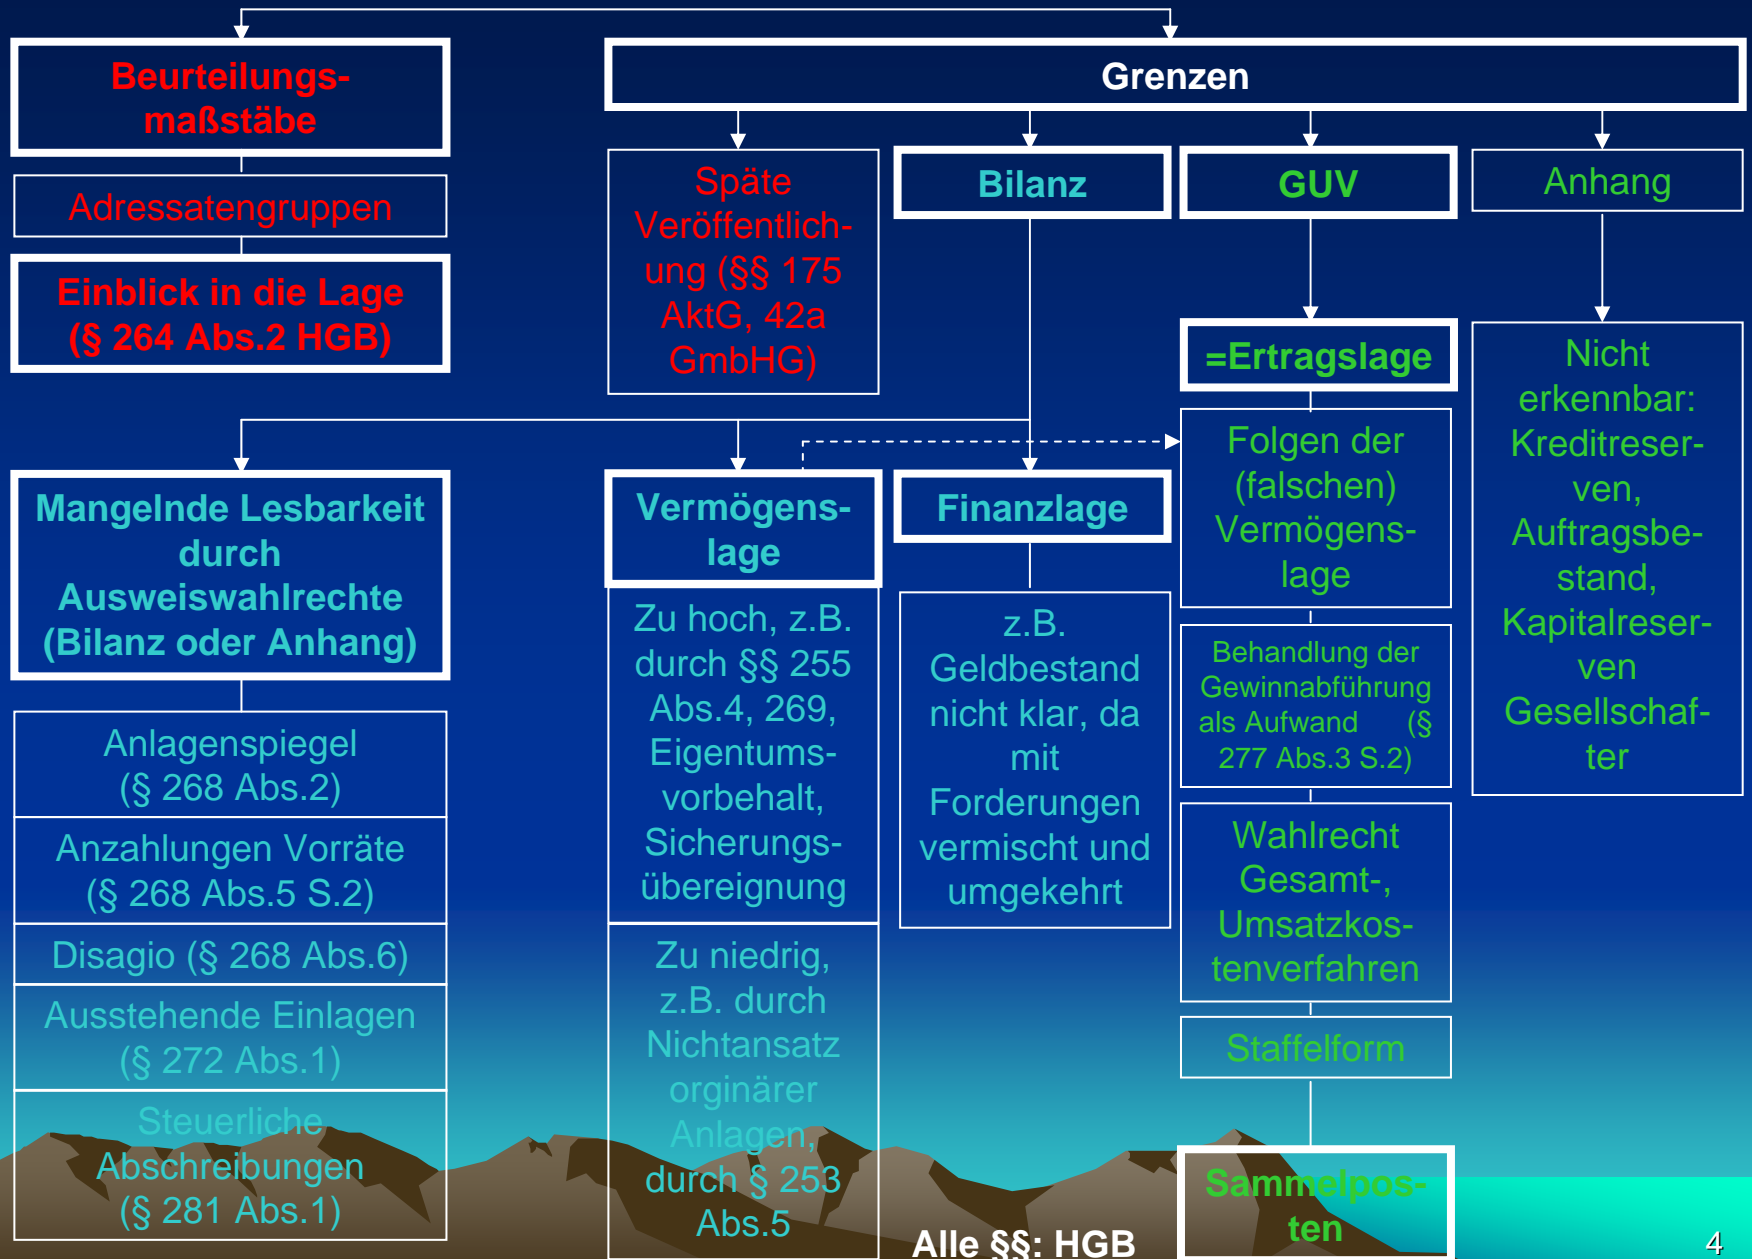 Beurteilungs-
maßstäbe
Adressatengruppen
Einblick in die Lage
(§ 264 Abs.2 HGB)
Grenzen
Späte
Veröffentlich-
ung (§§ 175
AktG, 42a
GmbHG)
Bilanz
GUV
Anhang
Mangelnde Lesbarkeit
durch
Ausweiswahlrechte
(Bilanz oder Anhang)
Anlagenspiegel
(§ 268 Abs.2)
Anzahlungen Vorräte
(§ 268 Abs.5 S.2)
Disagio (§ 268 Abs.6)
Ausstehende Einlagen
(§ 272 Abs.1)
Steuerliche
Abschreibungen
(§ 281 Abs.1)
Vermögens-
lage
Zu hoch, z.B.
durch §§ 255
Abs.4, 269,
Eigentums-
vorbehalt,
Sicherungs-
übereignung
Zu niedrig,
z.B. durch
Nichtansatz
orginärer
Anlagen,
durch § 253
Abs.5
Finanzlage
z.B.
Geldbestand
nicht klar, da
mit
Forderungen
vermischt und
umgekehrt
=Ertragslage
Folgen der
(falschen)
Vermögens-
lage
Behandlung der
Gewinnabführung
als Aufwand (§
277 Abs.3 S.2)
Wahlrecht
Gesamt-,
Umsatzkos-
tenverfahren
Staffelform
Sammelpos-
ten
Nicht
erkennbar:
Kreditreser-
ven,
Auftragsbe-
stand,
Kapitalreser-
ven
Gesellschaf-
ter
Alle §§: HGB
4